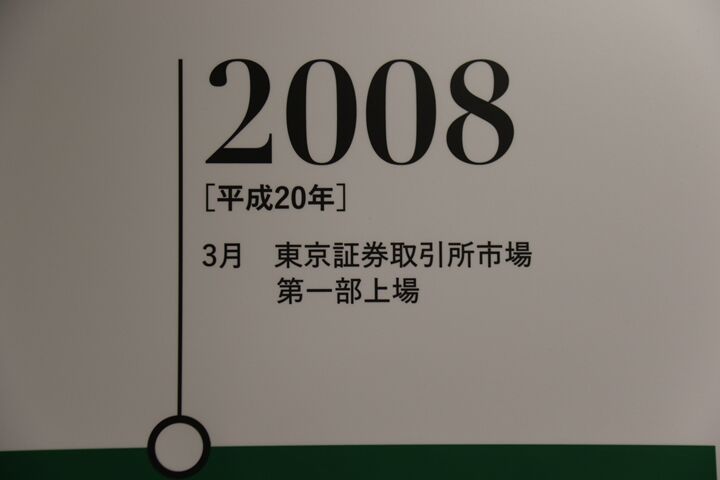 2008
[平成20年]
3月 東京証券取引所市場
第一部上場